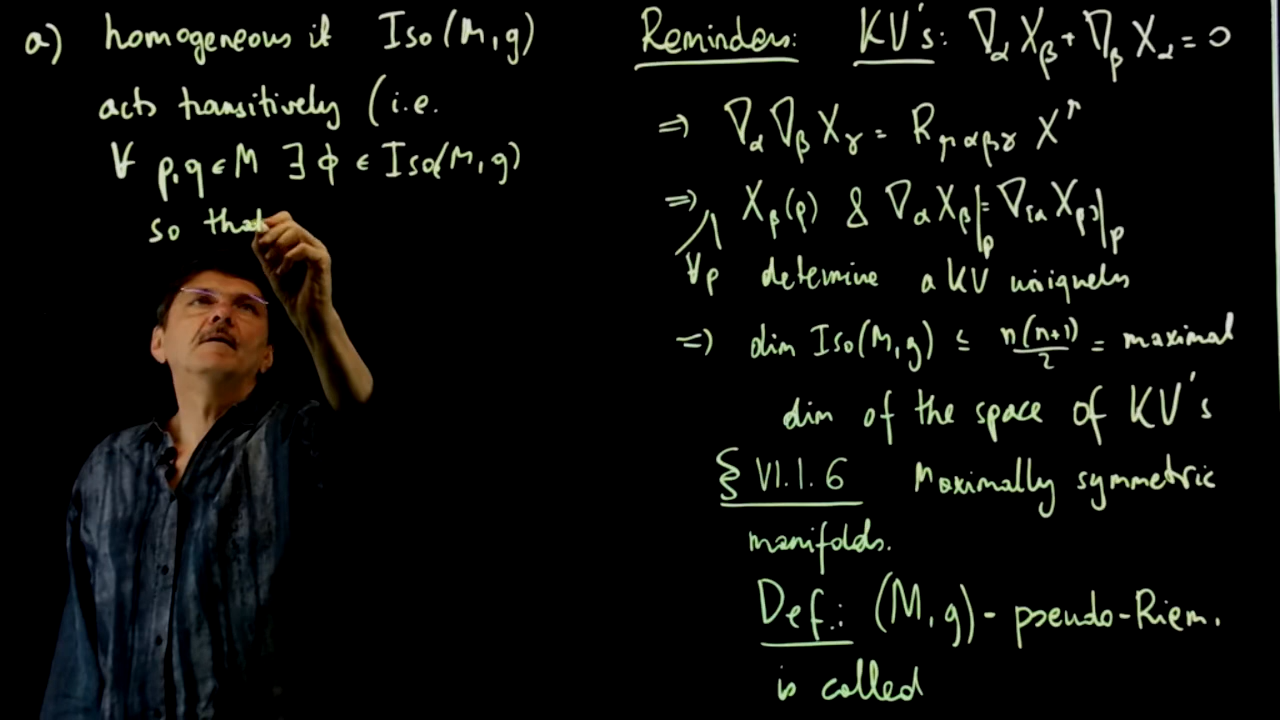 Reminders: KV's: ∇_α X_β + ∇_β X_α = 0
⇒ ∇_α ∇_β X_γ = R_{μαβγ} X^μ
⇒ X_β(p) & ∇_α X_β|_p = ∇_{[α} X_{β]}|_p
∀p determine a KV uniquely
⇒ dim Iso(M,g) ≤ n(n+1)/2 = maximal
dim of the space of KV's
§ VI.1.6 Maximally symmetric
manifolds.
Def.: (M,g) - pseudo-Riem.
is called
a) homogeneous if Iso(M,g)
acts transitively (i.e.
∀ p,q ∈ M ∃ ϕ ∈ Iso(M,g)
so that